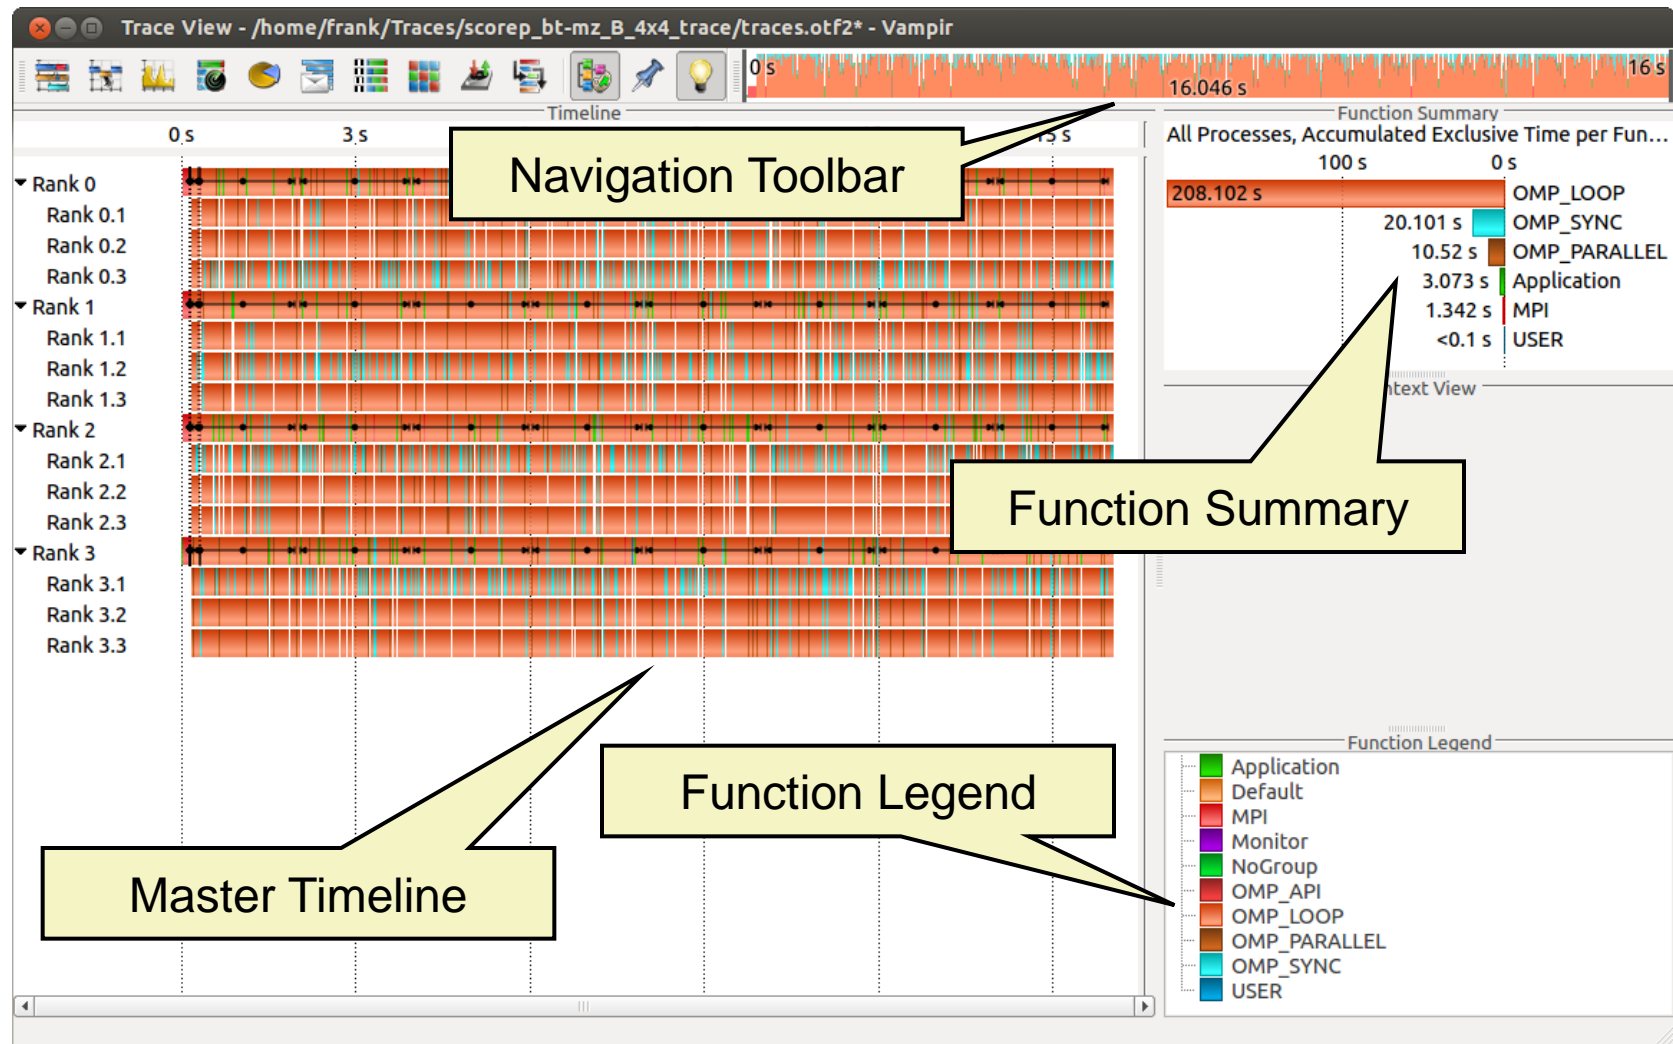 Trace View - /home/frank/Traces/scorep_bt-mz_B_4x4_trace/traces.otf2* - Vampir
0 s
16 s
16.046 s
Timeline
0 s
3 s
15 s
Navigation Toolbar
Rank 0
Rank 0.1
Rank 0.2
Rank 0.3
Rank 1
Rank 1.1
Rank 1.2
Rank 1.3
Rank 2
Rank 2.1
Rank 2.2
Rank 2.3
Rank 3
Rank 3.1
Rank 3.2
Rank 3.3
Master Timeline
Function Legend
Function Summary
All Processes, Accumulated Exclusive Time per Fun...
100 s
0 s
208.102 s OMP_LOOP
20.101 s OMP_SYNC
10.52 s OMP_PARALLEL
3.073 s Application
1.342 s MPI
<0.1 s USER
View
Function Summary
Function Legend
Application
Default
MPI
Monitor
NoGroup
OMP_API
OMP_LOOP
OMP_PARALLEL
OMP_SYNC
USER